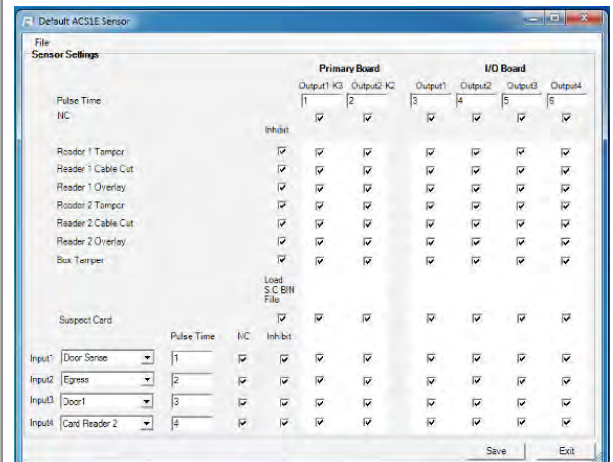 Default ACS1E Sensor
File
Sensor Settings
Primary Board I/O Board
Output1-K3 Output2-K2 Output1 Output2 Output3 Output4
Pulse Time 1 2 3 4 5 6
NC
Inhibit
Reader 1 Tamper
Reader 1 Cable Cut
Reader 1 Overlay
Reader 2 Tamper
Reader 2 Cable Cut
Reader 2 Overlay
Box Tamper
Load
S.C BIN
File
Suspect Card
Pulse Time NC Inhibit
Input1 Door Sense 1
Input2 Egress 2
Input3 Door1 3
Input4 Card Reader 2 4
Save Exit